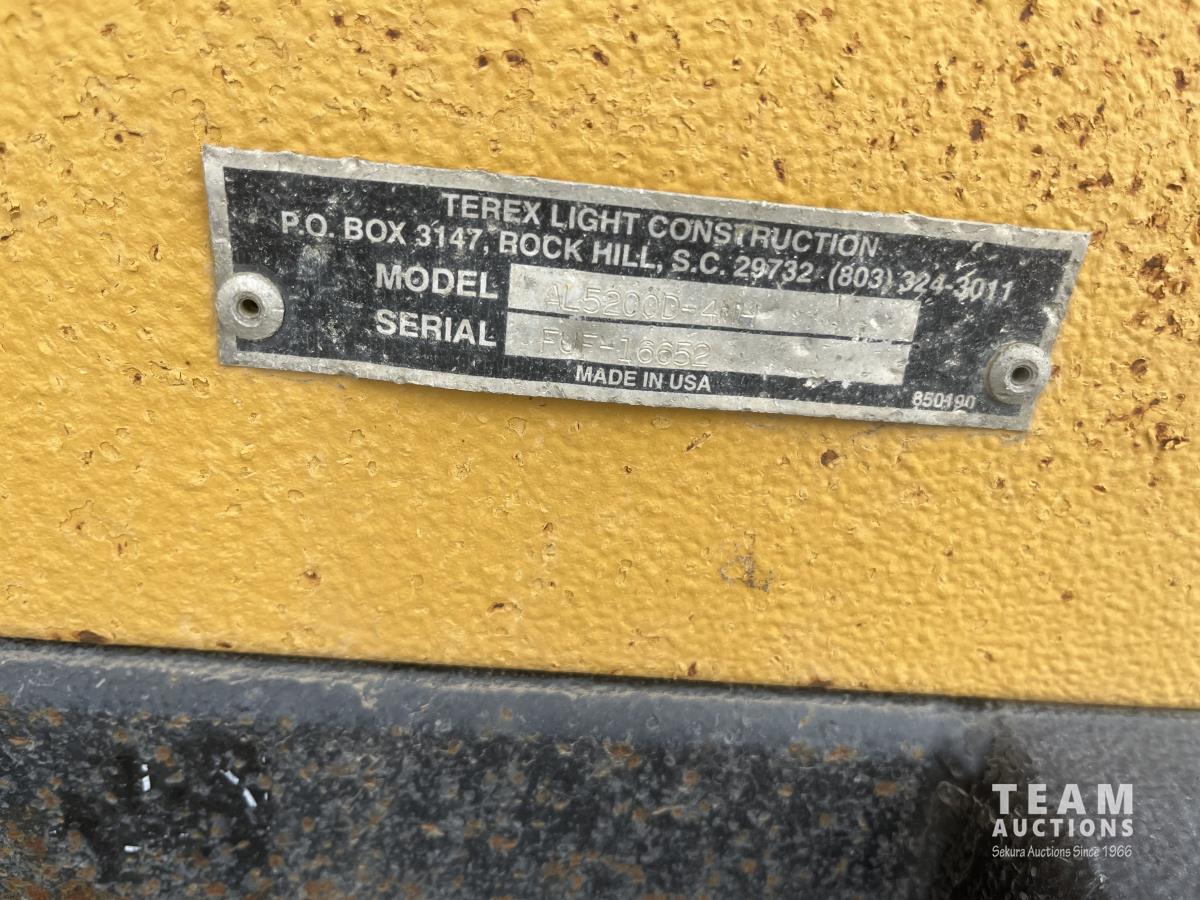 TEREX LIGHT CONSTRUCTION
P.O. BOX 3147, ROCK HILL, S.C. 29732 (803) 324-3011
MODEL
SERIAL
MADE IN USA
850190
TEAM
AUCTIONS
Sekura Auctions Since 1966